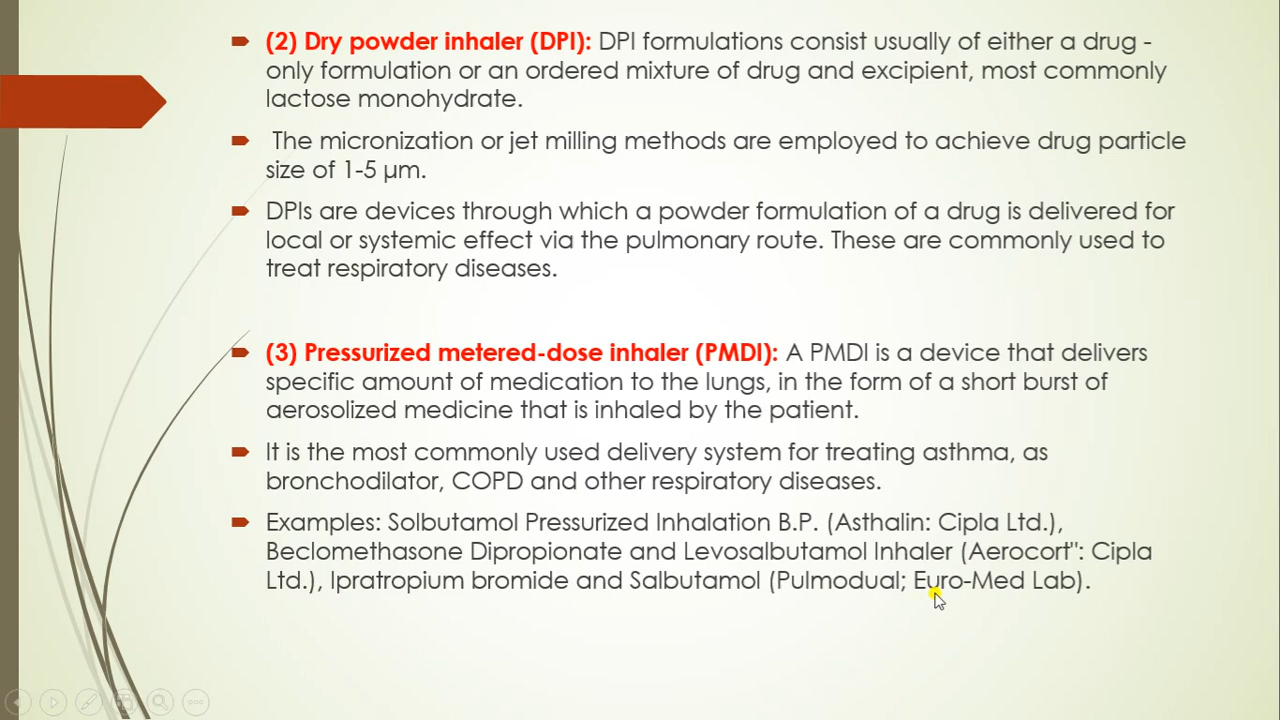 (2) Dry powder inhaler (DPI): DPI formulations consist usually of either a drug -
only formulation or an ordered mixture of drug and excipient, most commonly
lactose monohydrate.
The micronization or jet milling methods are employed to achieve drug particle
size of 1-5 µm.
DPIs are devices through which a powder formulation of a drug is delivered for
local or systemic effect via the pulmonary route. These are commonly used to
treat respiratory diseases.
(3) Pressurized metered-dose inhaler (PMDI): A PMDI is a device that delivers
specific amount of medication to the lungs, in the form of a short burst of
aerosolized medicine that is inhaled by the patient.
It is the most commonly used delivery system for treating asthma, as
bronchodilator, COPD and other respiratory diseases.
Examples: Solbutamol Pressurized Inhalation B.P. (Asthalin: Cipla Ltd.),
Beclomethasone Dipropionate and Levosalbutamol Inhaler (Aerocort": Cipla
Ltd.), Ipratropium bromide and Salbutamol (Pulmodual; Euro-Med Lab).